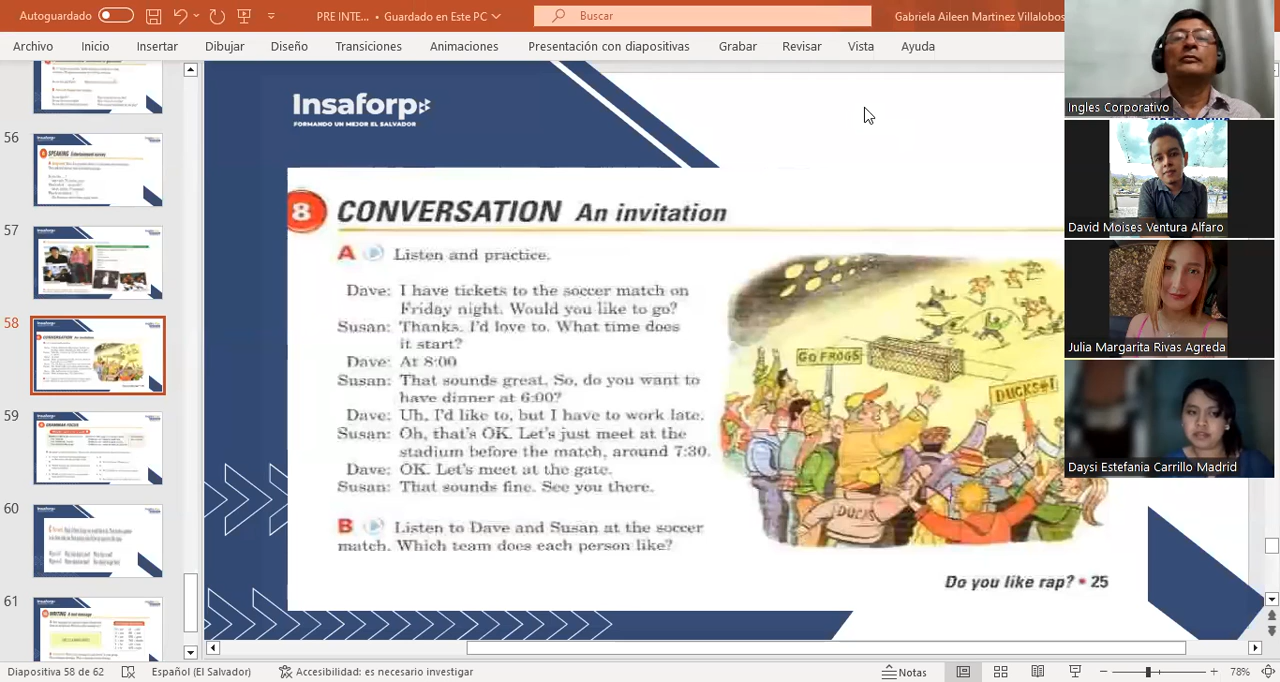 Autoguardado
PRE INTE... • Guardado en Este PC
Buscar
Gabriela Aileen Martinez Villalobos
Archivo Inicio Insertar Dibujar Diseño Transiciones Animaciones Presentación con diapositivas Grabar Revisar Vista Ayuda
56
57
58
59
60
61
Insaforp
FORMANDO UN MEJOR EL SALVADOR
8 CONVERSATION An invitation
A Listen and practice.
Dave: I have tickets to the soccer match on
Friday night. Would you like to go?
Susan: Thanks. I'd love to. What time does
it start?
Dave: At 8:00
Susan: That sounds great. So, do you want to
have dinner at 6:00?
Dave: Uh, I'd like to, but I have to work late.
Susan: Oh, that's OK. Let's just meet at the
stadium before the match, around 7:30.
Dave: OK. Let's meet at the gate.
Susan: That sounds fine. See you there.
B Listen to Dave and Susan at the soccer
match. Which team does each person like?
GO FROGS
DUCKS #1
DUCKS
Do you like rap? • 25
Ingles Corporativo
David Moises Ventura Alfaro
Julia Margarita Rivas Agreda
Daysi Estefania Carrillo Madrid
Diapositiva 58 de 62
Español (El Salvador)
Accesibilidad: es necesario investigar
Notas
78%